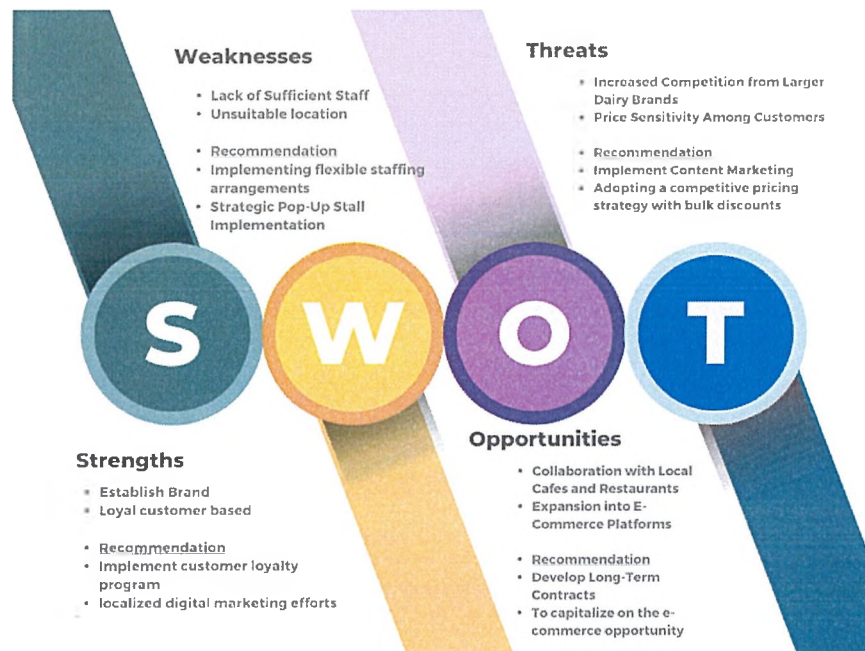 Weaknesses
• Lack of Sufficient Staff
• Unsuitable location
• Recommendation
• Implementing flexible staffing
arrangements
• Strategic Pop-Up Stall
Implementation
Threats
• Increased Competition from Larger
Dairy Brands
• Price Sensitivity Among Customers
• Recommendation
• Implement Content Marketing
• Adopting a competitive pricing
strategy with bulk discounts
S W O T
Strengths
• Establish Brand
• Loyal customer based
• Recommendation
• Implement customer loyalty
program
• localized digital marketing efforts
Opportunities
• Collaboration with Local
Cafes and Restaurants
• Expansion into E-
Commerce Platforms
• Recommendation
• Develop Long-Term
Contracts
• To capitalize on the e-
commerce opportunity